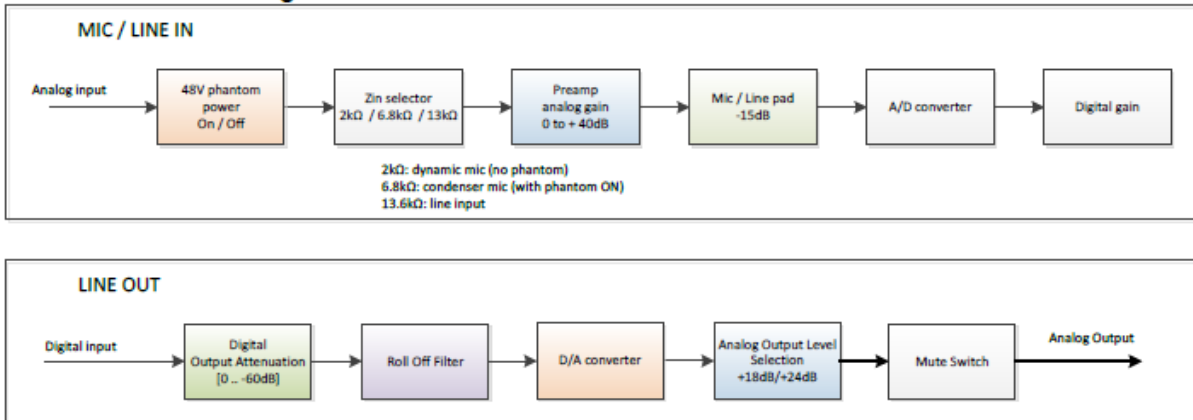 MIC / LINE IN
Analog input
48V phantom
power
On / Off
Zin selector
2kΩ / 6.8kΩ / 13kΩ
Preamp
analog gain
0 to + 40dB
Mic / Line pad
-15dB
A/D converter
Digital gain
2kΩ: dynamic mic (no phantom)
6.8kΩ: condenser mic (with phantom ON)
13.6kΩ: line input
LINE OUT
Digital input
Digital
Output Attenuation
[0 .. -60dB]
Roll Off Filter
D/A converter
Analog Output Level
Selection
+18dB/+24dB
Mute Switch
Analog Output